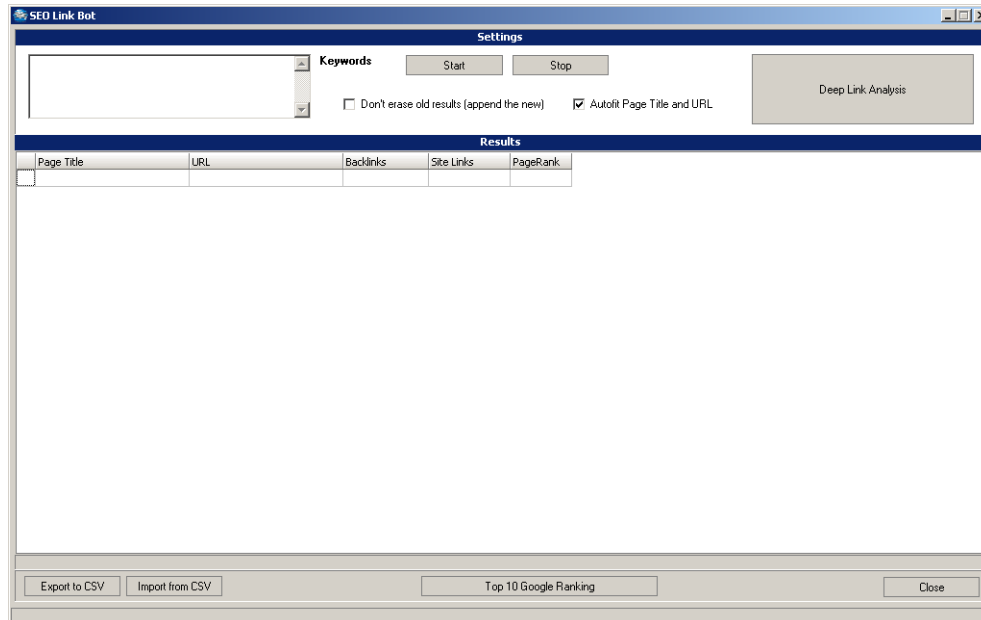 SEO Link Bot
Settings
Keywords
Start
Stop
Deep Link Analysis
Don't erase old results (append the new)
Autofit Page Title and URL
Results
Page Title URL Backlinks Site Links PageRank
Export to CSV
Import from CSV
Top 10 Google Ranking
Close